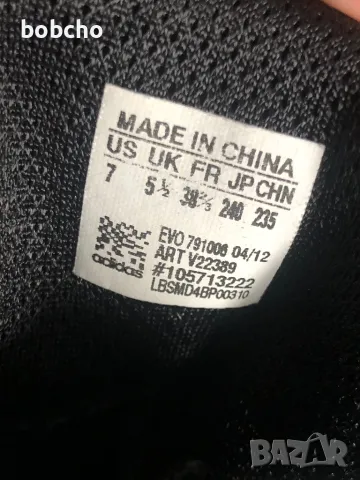 bobcho
MADE IN CHINA
US UK FR JP CHN
7 5½ 38⅔ 240 235
EVO 791006 04/12
ART V22389
#105713222
LBSMD4BP00310
adidas
BAZAR